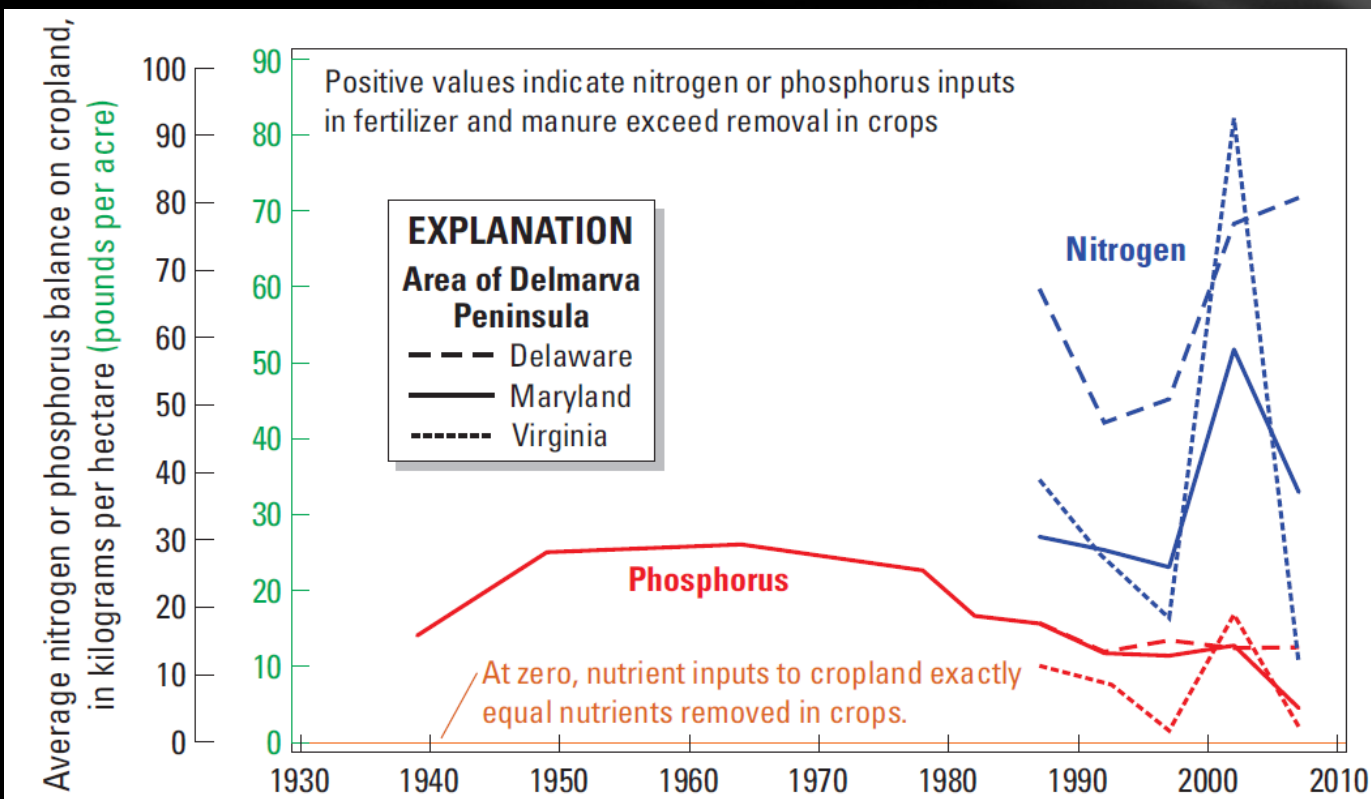 Average nitrogen or phosphorus balance on cropland,
in kilograms per hectare (pounds per acre)
100
90
80
70
60
50
40
30
20
10
0
90
80
70
60
50
40
30
20
10
0
Positive values indicate nitrogen or phosphorus inputs
in fertilizer and manure exceed removal in crops
EXPLANATION
Area of Delmarva
Peninsula
Delaware
Maryland
Virginia
Nitrogen
Phosphorus
At zero, nutrient inputs to cropland exactly
equal nutrients removed in crops.
1930 1940 1950 1960 1970 1980 1990 2000 2010